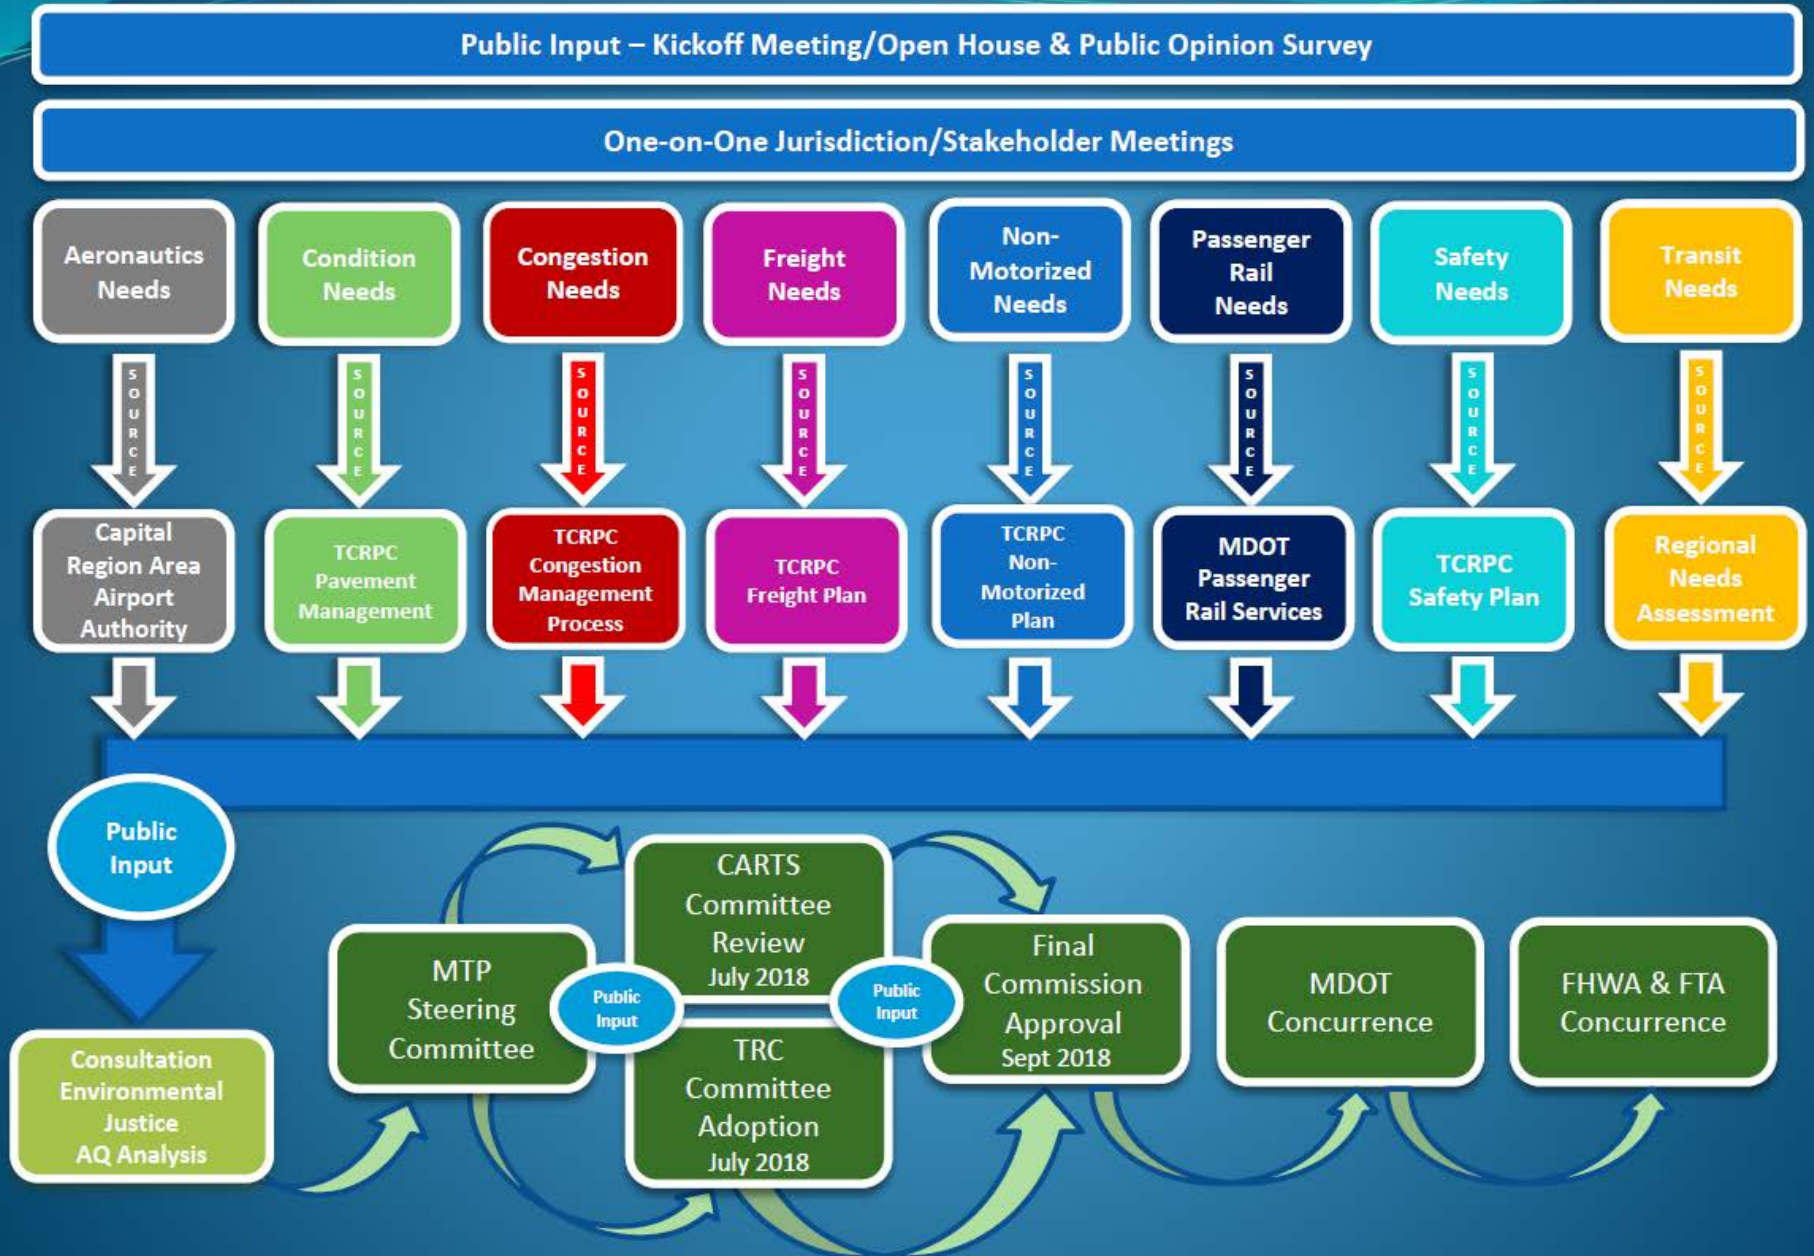 Public Input – Kickoff Meeting/Open House & Public Opinion Survey
One-on-One Jurisdiction/Stakeholder Meetings
Aeronautics
Needs
Condition
Needs
Congestion
Needs
Freight
Needs
Non-
Motorized
Needs
Passenger
Rail
Needs
Safety
Needs
Transit
Needs
SOURCE
SOURCE
SOURCE
SOURCE
SOURCE
SOURCE
SOURCE
SOURCE
Capital
Region Area
Airport
Authority
TCRPC
Pavement
Management
TCRPC
Congestion
Management
Process
TCRPC
Freight Plan
TCRPC
Non-
Motorized
Plan
MDOT
Passenger
Rail Services
TCRPC
Safety Plan
Regional
Needs
Assessment
Public
Input
Consultation
Environmental
Justice
AQ Analysis
MTP
Steering
Committee
Public
Input
CARTS
Committee
Review
July 2018
TRC
Committee
Adoption
July 2018
Public
Input
Final
Commission
Approval
Sept 2018
MDOT
Concurrence
FHWA & FTA
Concurrence